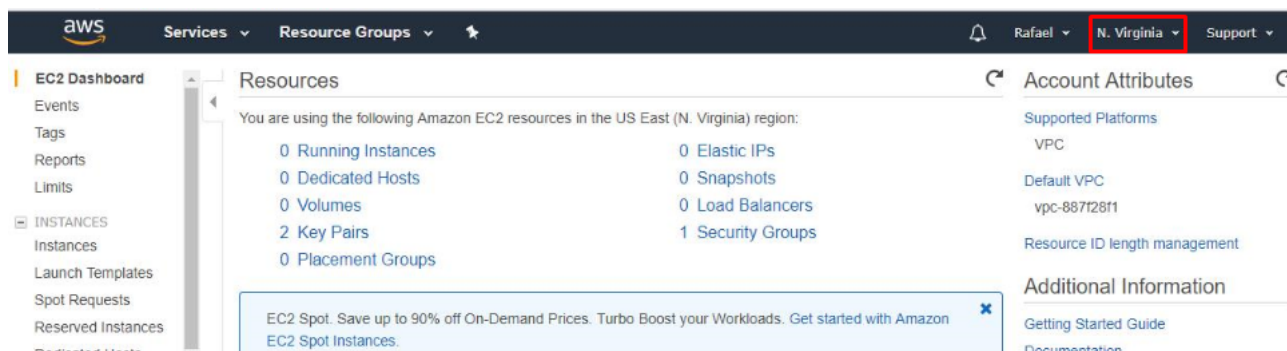 aws Services Resource Groups Rafael N. Virginia Support
EC2 Dashboard
Events
Tags
Reports
Limits
INSTANCES
Instances
Launch Templates
Spot Requests
Reserved Instances
Dedicated Hosts
Resources
You are using the following Amazon EC2 resources in the US East (N. Virginia) region:
0 Running Instances
0 Dedicated Hosts
0 Volumes
2 Key Pairs
0 Placement Groups
0 Elastic IPs
0 Snapshots
0 Load Balancers
1 Security Groups
EC2 Spot. Save up to 90% off On-Demand Prices. Turbo Boost your Workloads. Get started with Amazon
EC2 Spot Instances.
Account Attributes
Supported Platforms
VPC
Default VPC
vpc-887f28f1
Resource ID length management
Additional Information
Getting Started Guide
Documentation